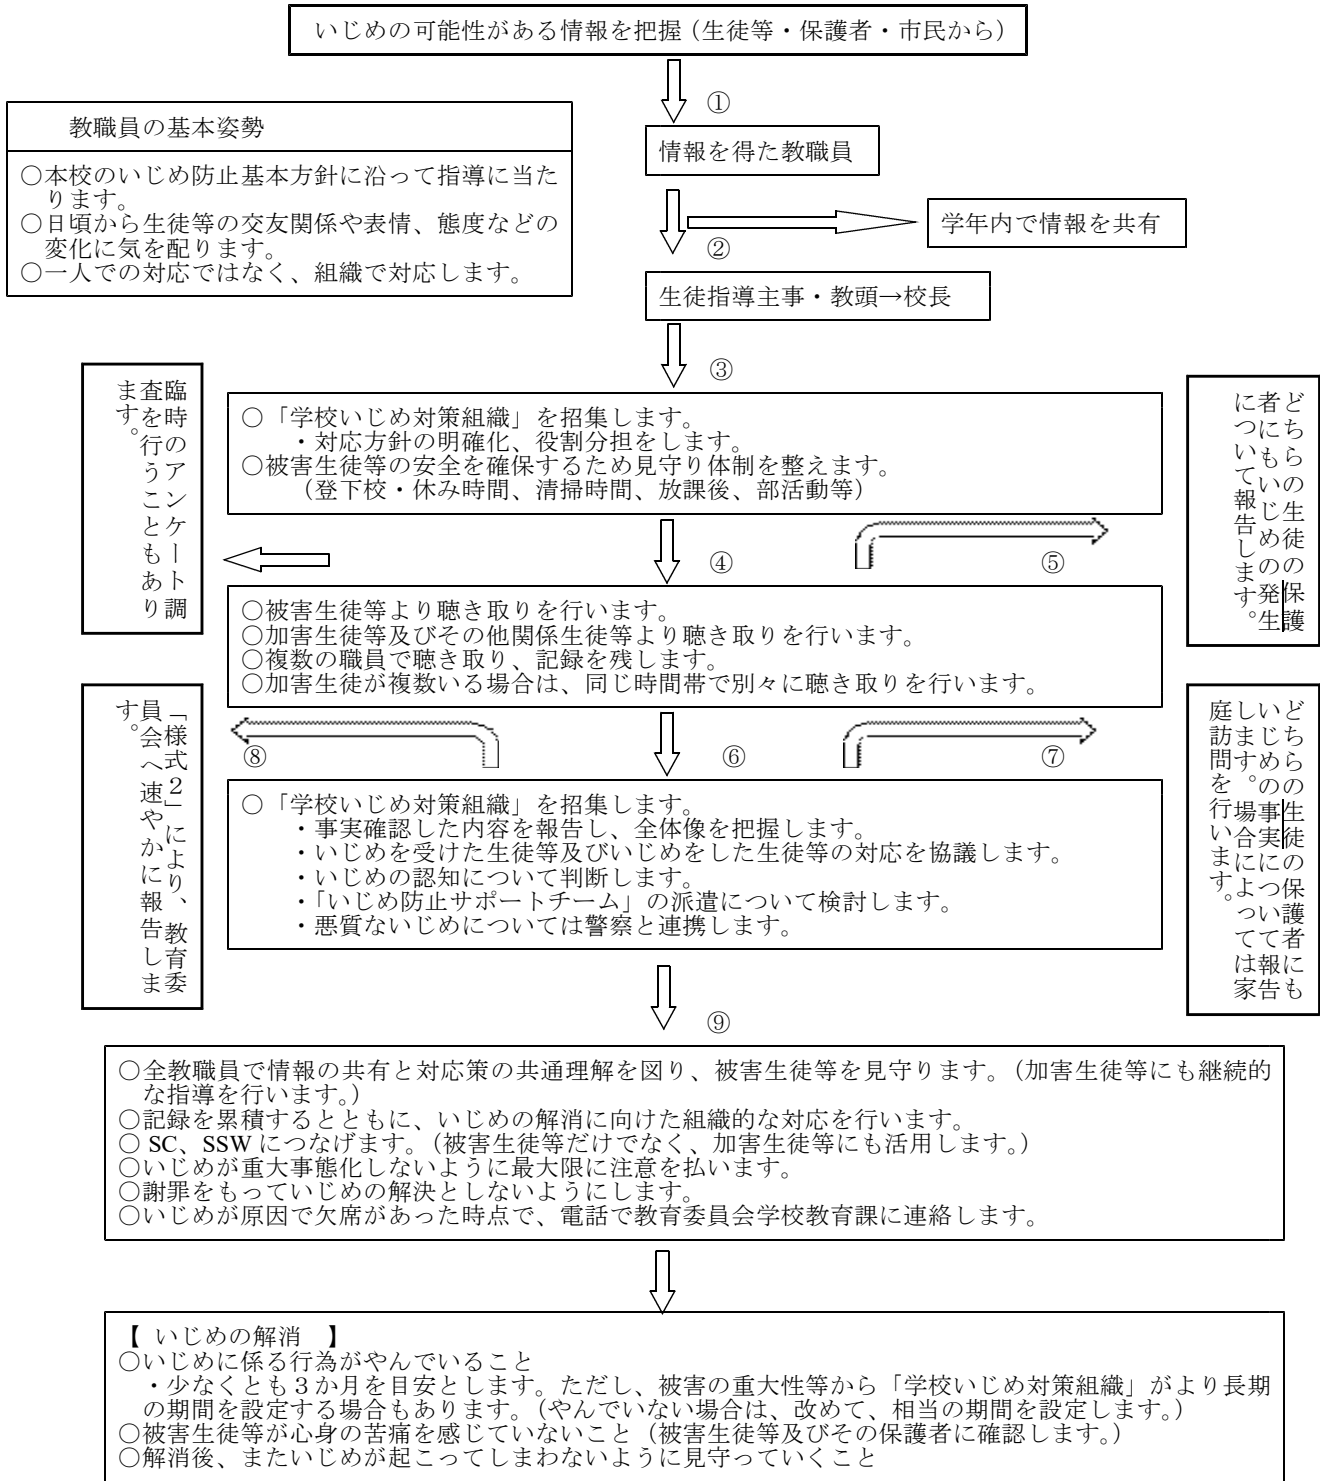 いじめの可能性がある情報を把握（生徒等・保護者・市民から）
①
教職員の基本姿勢
○本校のいじめ防止基本方針に沿って指導に当た
ります。
○日頃から生徒等の交友関係や表情、態度などの
変化に気を配ります。
○一人での対応ではなく、組織で対応します。
情報を得た教職員
②
学年内で情報を共有
生徒指導主事・教頭→校長
③
臨時のアンケート調
査を行うこともあり
ます。
○「学校いじめ対策組織」を招集します。
・対応方針の明確化、役割分担をします。
○被害生徒等の安全を確保するため見守り体制を整えます。
（登下校・休み時間、清掃時間、放課後、部活動等）
どちらの生徒の保護
者にもいじめの発生
について報告します。
④
⑤
○被害生徒等より聴き取りを行います。
○加害生徒等及びその他関係生徒等より聴き取りを行います。
○複数の職員で聴き取り、記録を残します。
○加害生徒が複数いる場合は、同じ時間帯で別々に聴き取りを行います。
「様式２」により、教育委
員会へ速やかに報告しま
す。
⑧
⑥
⑦
どちらの生徒の保護者にも
いじめの事実について報告
します。場合によっては家
庭訪問を行います。
○「学校いじめ対策組織」を招集します。
・事実確認した内容を報告し、全体像を把握します。
・いじめを受けた生徒等及びいじめをした生徒等の対応を協議します。
・いじめの認知について判断します。
・「いじめ防止サポートチーム」の派遣について検討します。
・悪質ないじめについては警察と連携します。
⑨
○全教職員で情報の共有と対応策の共通理解を図り、被害生徒等を見守ります。（加害生徒等にも継続的
な指導を行います。）
○記録を累積するとともに、いじめの解消に向けた組織的な対応を行います。
○ SC、SSW につなげます。（被害生徒等だけでなく、加害生徒等にも活用します。）
○いじめが重大事態化しないように最大限に注意を払います。
○謝罪をもっていじめの解決としないようにします。
○いじめが原因で欠席があった時点で、電話で教育委員会学校教育課に連絡します。
【 いじめの解消　】
○いじめに係る行為がやんでいること
・少なくとも３か月を目安とします。ただし、被害の重大性等から「学校いじめ対策組織」がより長期
の期間を設定する場合もあります。（やんでいない場合は、改めて、相当の期間を設定します。）
○被害生徒等が心身の苦痛を感じていないこと（被害生徒等及びその保護者に確認します。）
○解消後、またいじめが起こってしまわないように見守っていくこと